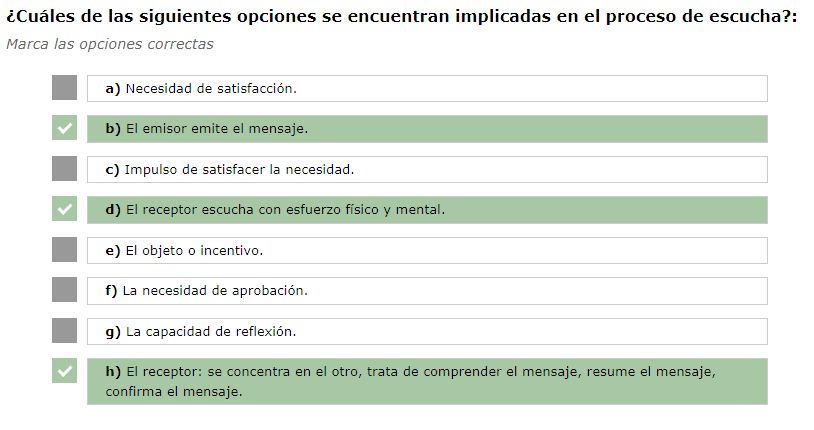 ¿Cuáles de las siguientes opciones se encuentran implicadas en el proceso de escucha?:
Marca las opciones correctas
a) Necesidad de satisfacción.
b) El emisor emite el mensaje.
c) Impulso de satisfacer la necesidad.
d) El receptor escucha con esfuerzo físico y mental.
e) El objeto o incentivo.
f) La necesidad de aprobación.
g) La capacidad de reflexión.
h) El receptor: se concentra en el otro, trata de comprender el mensaje, resume el mensaje,
confirma el mensaje.